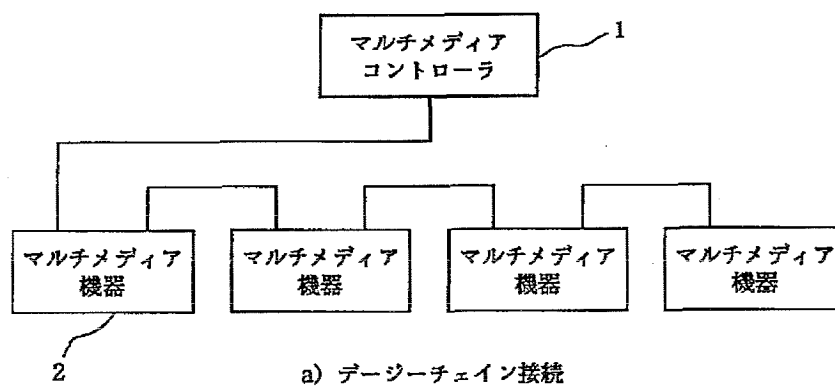 マルチメディア
コントローラ
1
マルチメディア
機器
マルチメディア
機器
マルチメディア
機器
マルチメディア
機器
2
a) デージーチェイン接続